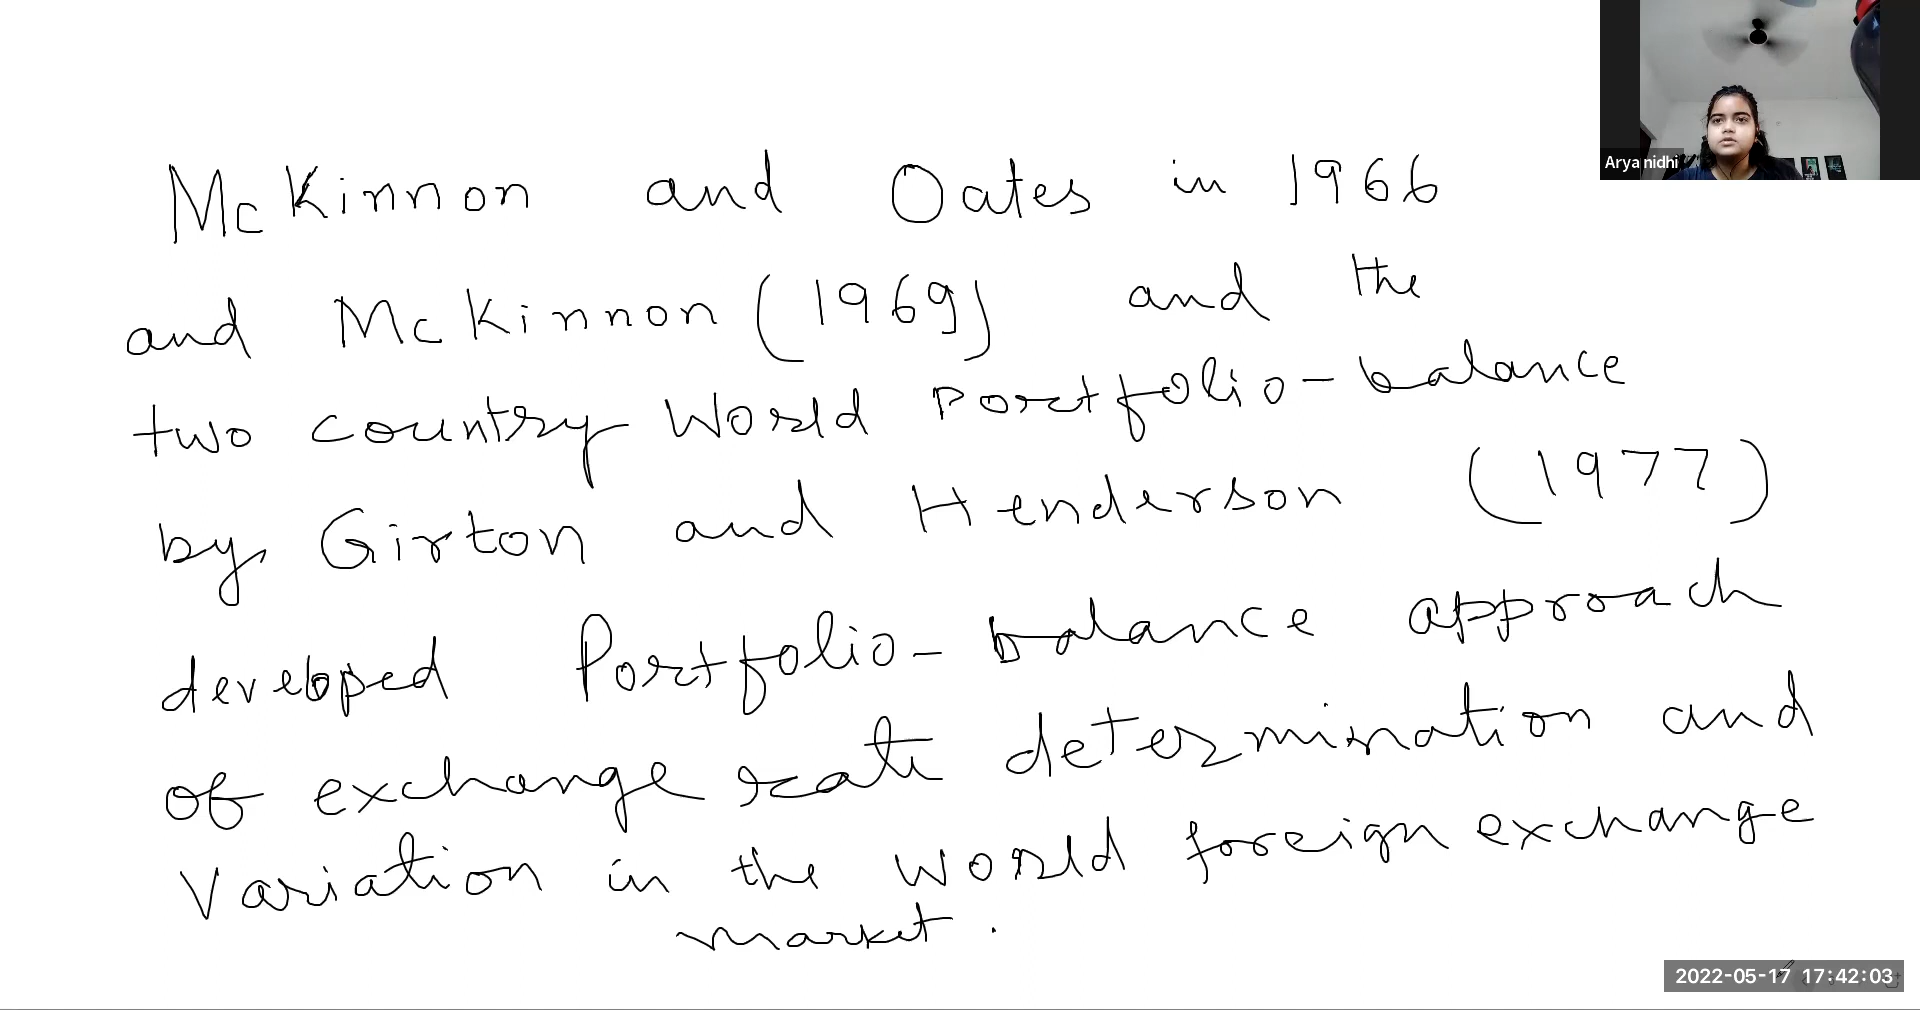 Arya nidhi
McKinnon and Oates in 1966
and McKinnon (1969) and the
two country World Portfolio-balance
by Girton and Henderson (1977)
developed Portfolio-balance approach
of exchange rate determination and
Variation in the World foreign exchange
market.
2022-05-17 17:42:03